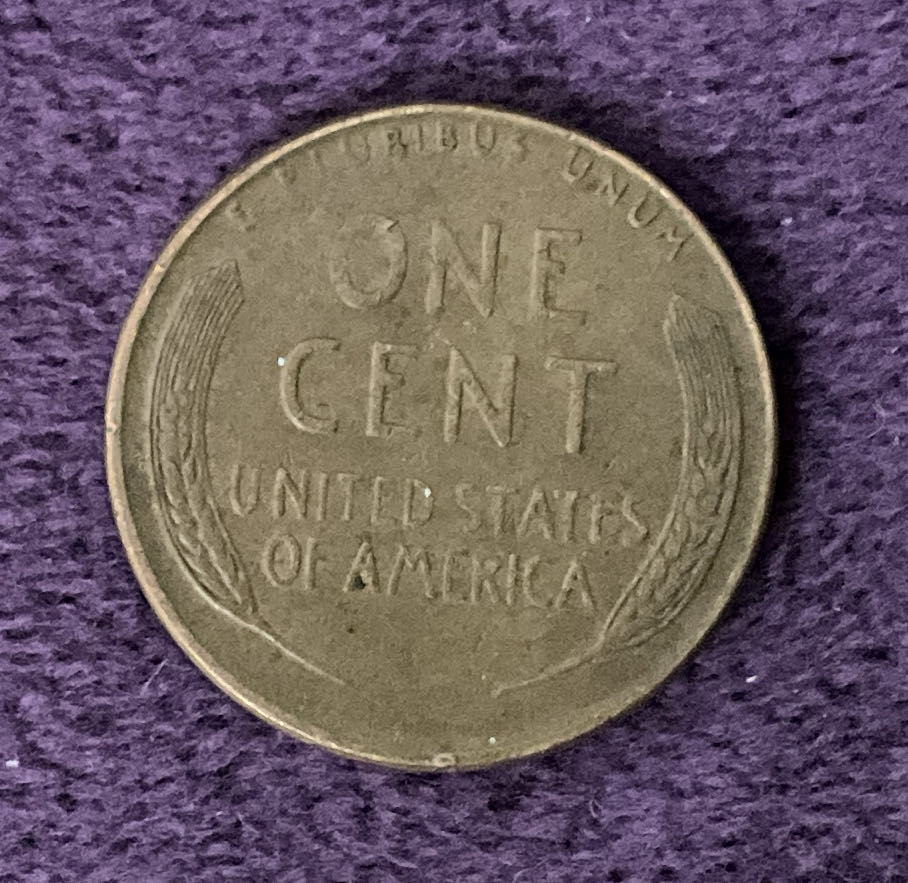 E PLURIBUS UNUM
ONE
CENT
UNITED STATES
OF AMERICA